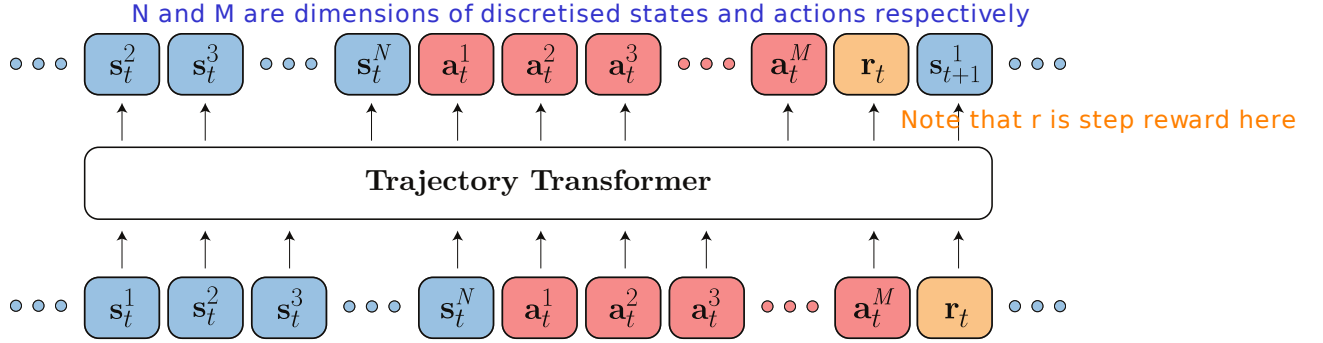 N and M are dimensions of discretised states and actions respectively
s_t^2 s_t^3 s_t^N a_t^1 a_t^2 a_t^3 a_t^M r_t s_{t+1}^1
Note that r is step reward here
Trajectory Transformer
s_t^1 s_t^2 s_t^3 s_t^N a_t^1 a_t^2 a_t^3 a_t^M r_t